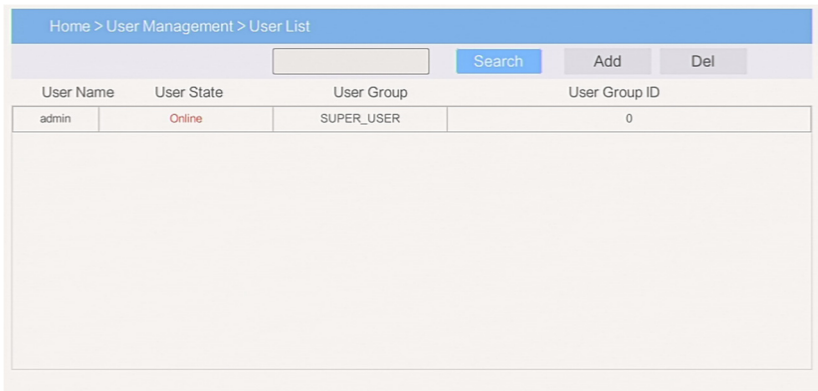 Home > User Management > User List
Search Add Del
User Name User State User Group User Group ID
admin Online SUPER_USER 0